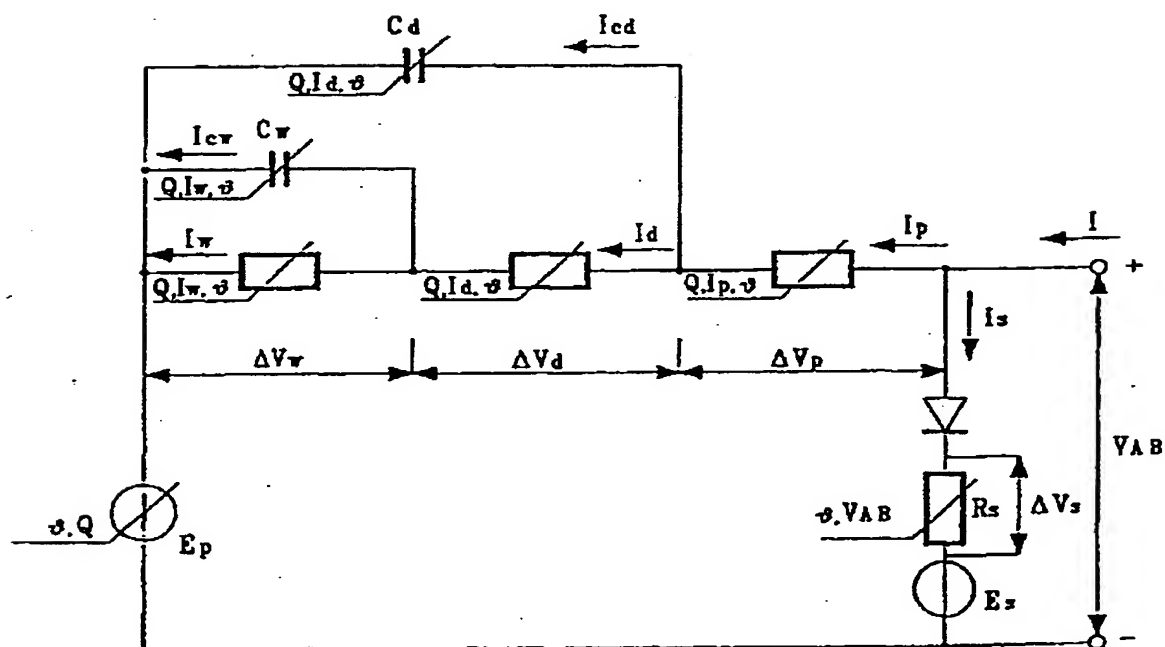 Cd
Icd
Q,Id,ϑ
Icw
Cw
Q,Iw,ϑ
Iw
Id
Ip
I
+
Q,Iw,ϑ
Q,Id,ϑ
Q,Ip,ϑ
Is
ΔVw
ΔVd
ΔVp
VAB
ϑ,Q
Ep
ϑ,VAB
Rs
ΔVs
Es
-